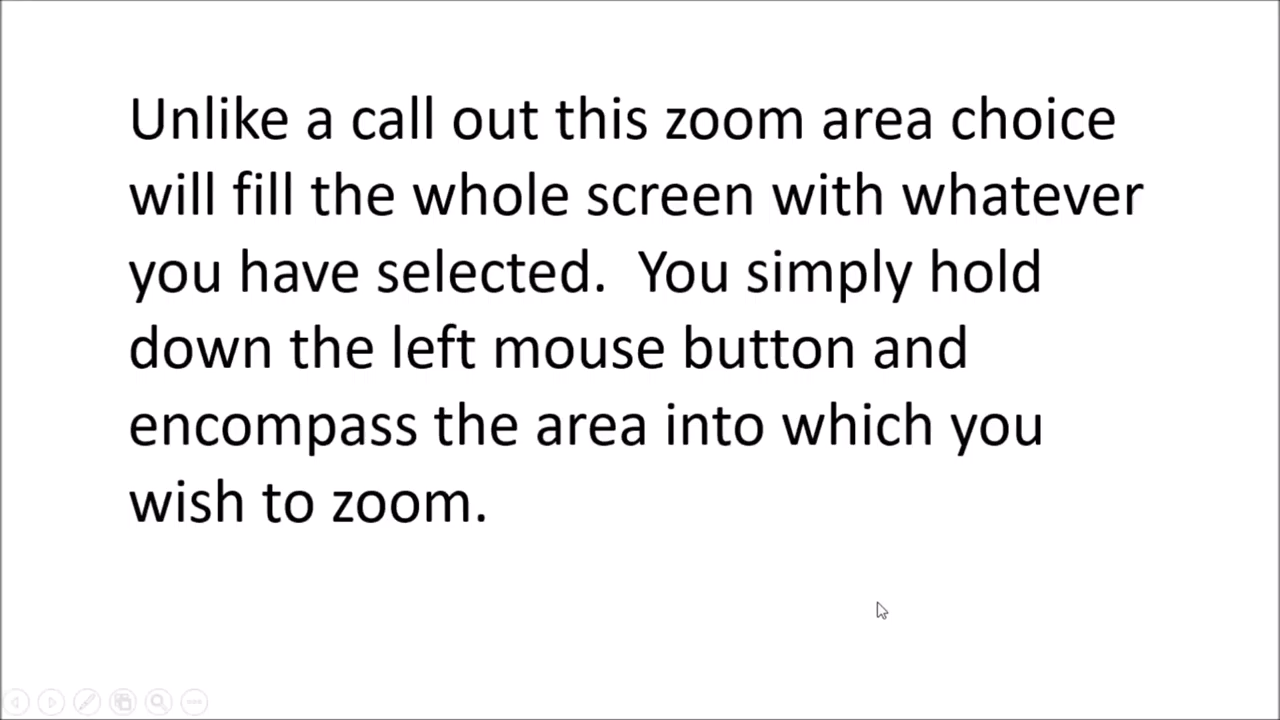 Unlike a call out this zoom area choice
will fill the whole screen with whatever
you have selected.  You simply hold
down the left mouse button and
encompass the area into which you
wish to zoom.